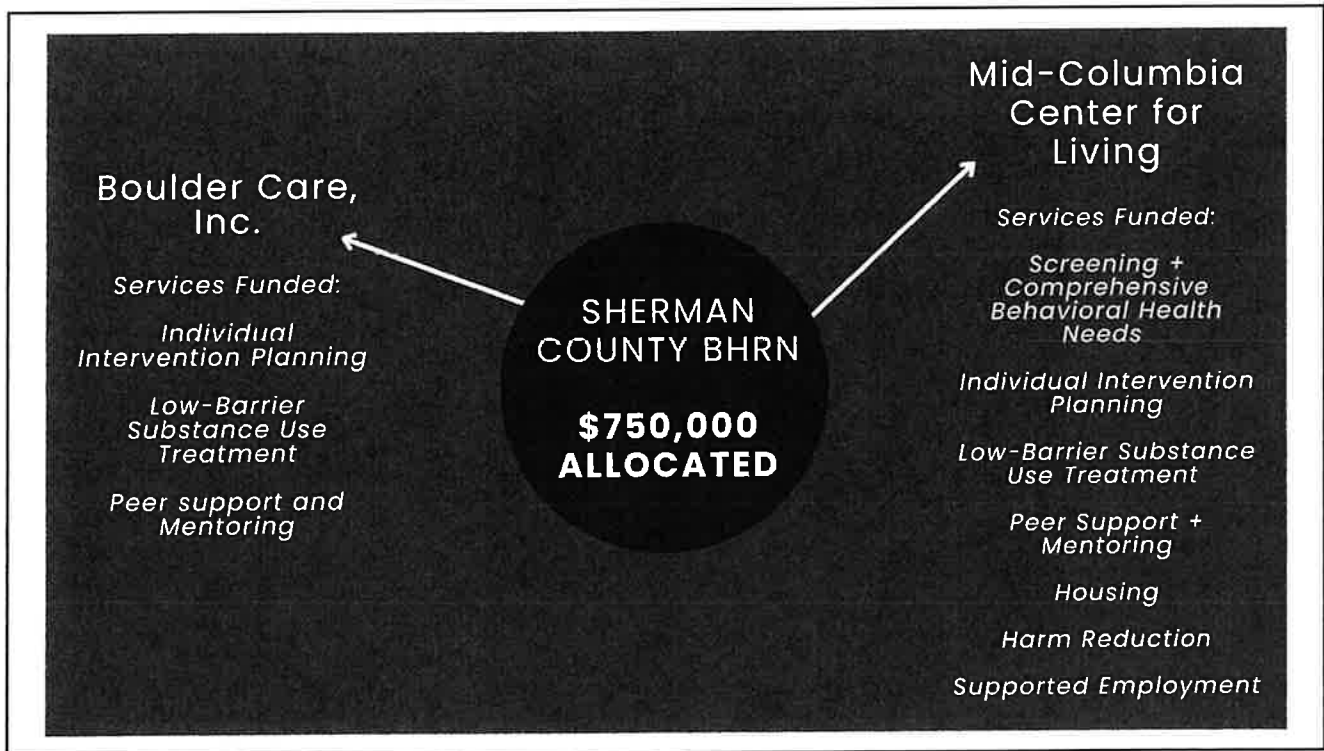 Boulder Care,
Inc.
Services Funded:
Individual
Intervention Planning
Low-Barrier
Substance Use
Treatment
Peer support and
Mentoring
SHERMAN
COUNTY BHRN
$750,000
ALLOCATED
Mid-Columbia
Center for
Living
Services Funded:
Screening +
Comprehensive
Behavioral Health
Needs
Individual Intervention
Planning
Low-Barrier Substance
Use Treatment
Peer Support +
Mentoring
Housing
Harm Reduction
Supported Employment